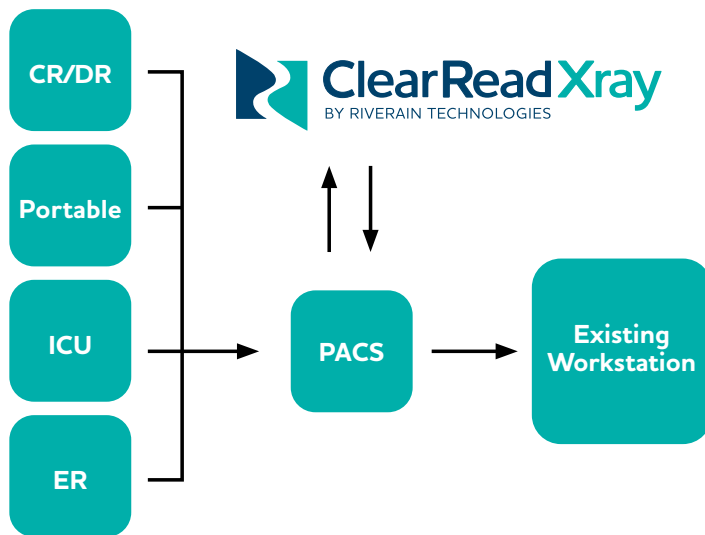 CR/DR
ClearRead Xray
BY RIVERAIN TECHNOLOGIES
Portable
ICU
PACS
Existing
Workstation
ER